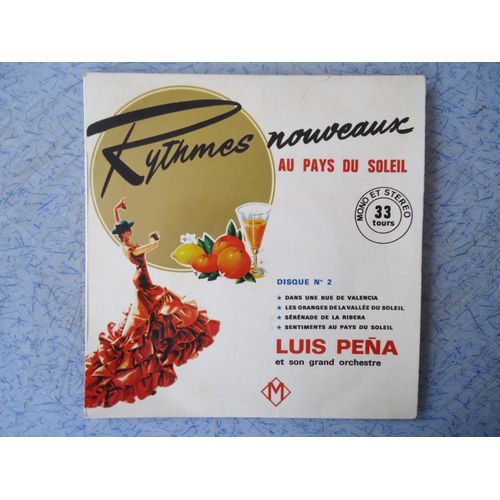 Rythmes nouveaux
AU PAYS DU SOLEIL
MONO ET STEREO
33
tours
DISQUE N° 2
★ DANS UNE RUE DE VALENCIA
★ LES ORANGES DE LA VALLÉE DU SOLEIL
★ SÉRÉNADE DE LA RIBERA
★ SENTIMENTS AU PAYS DU SOLEIL
LUIS PEÑA
et son grand orchestre
M